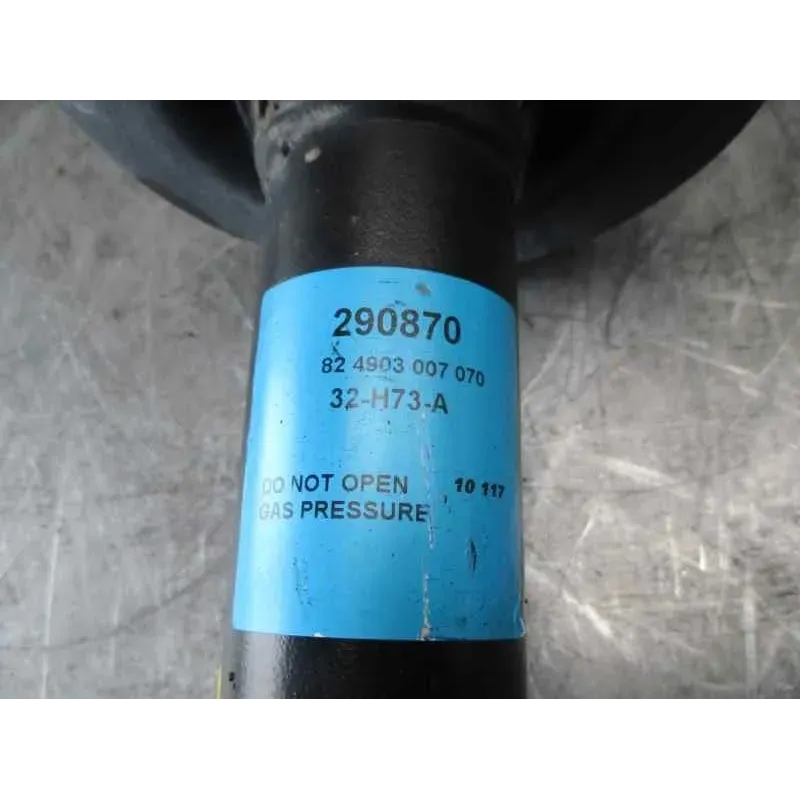 290870
82 4903 007 070
32-H73-A
DO NOT OPEN 10 117
GAS PRESSURE